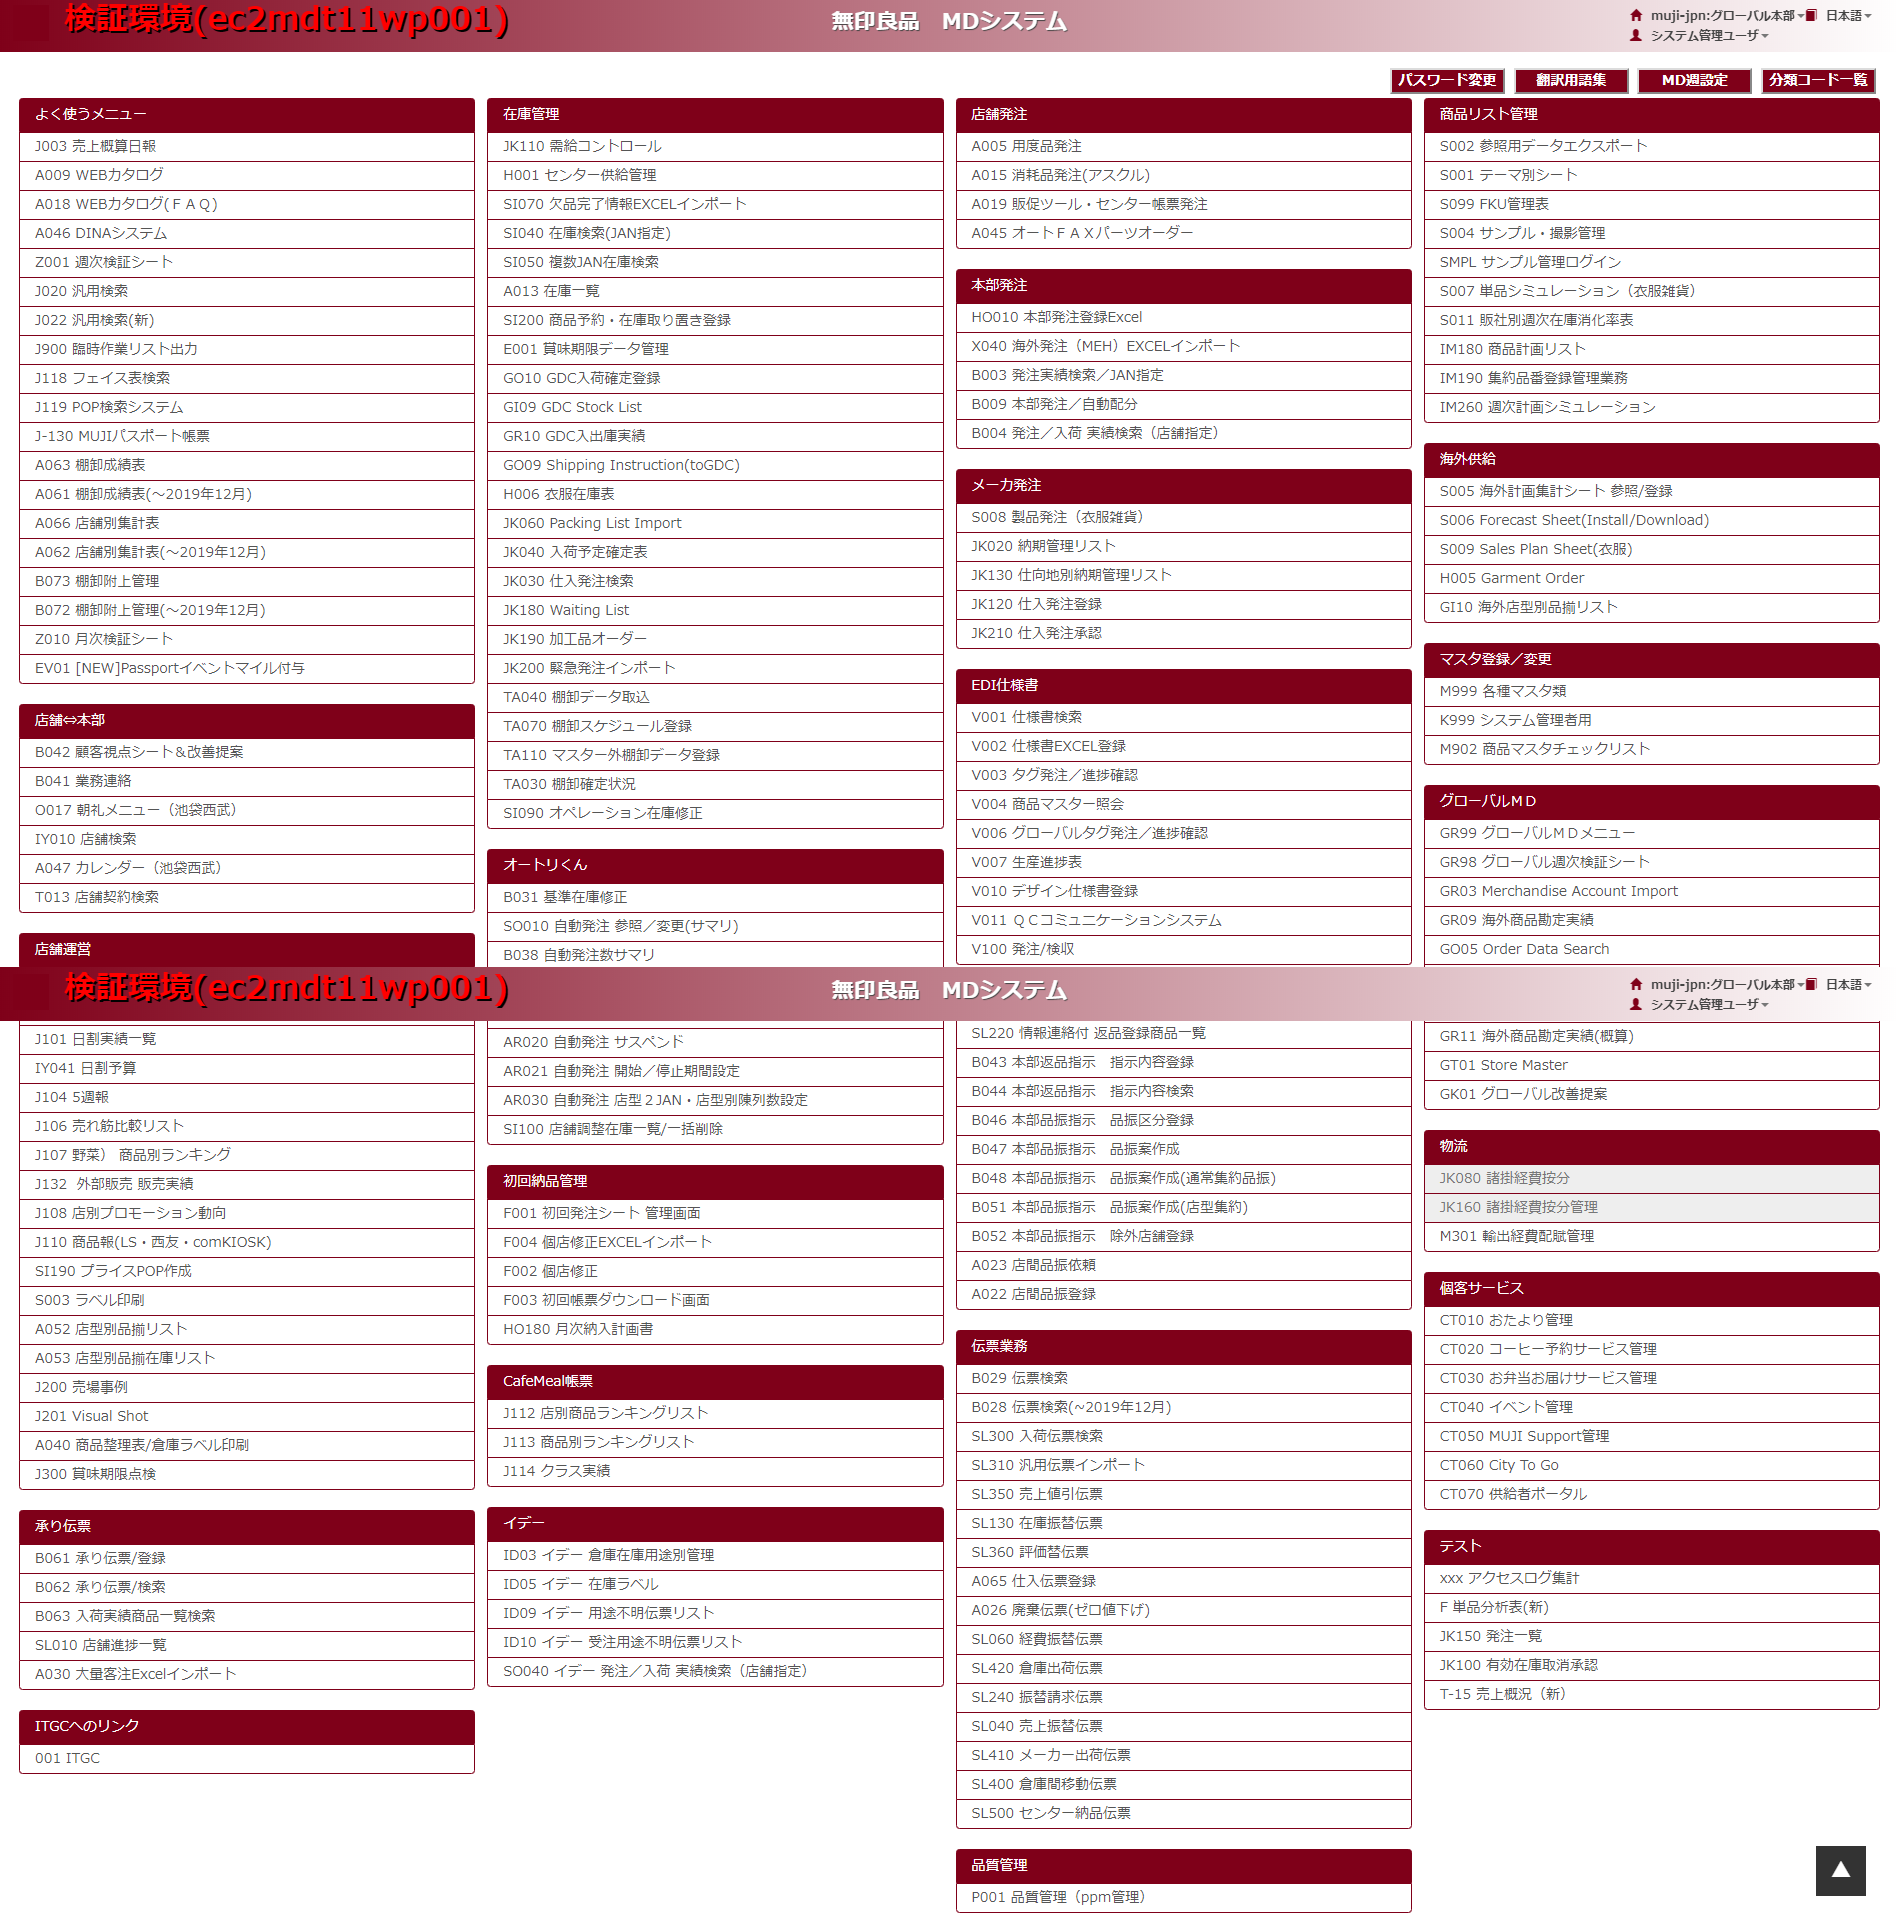 検証環境(ec2mdt11wp001)
無印良品　MDシステム
muji-jpn:グローバル本部
日本語
システム管理ユーザ
パスワード変更
翻訳用語集
MD週設定
分類コード一覧
よく使うメニュー
J003 売上概算日報
A009 WEBカタログ
A018 WEBカタログ(ＦＡＱ)
A046 DINAシステム
Z001 週次検証シート
J020 汎用検索
J022 汎用検索(新)
J900 臨時作業リスト出力
J118 フェイス表検索
J119 POP検索システム
J-130 MUJIパスポート帳票
A063 棚卸成績表
A061 棚卸成績表(～2019年12月)
A066 店舗別集計表
A062 店舗別集計表(～2019年12月)
B073 棚卸附上管理
B072 棚卸附上管理(～2019年12月)
Z010 月次検証シート
EV01 [NEW]Passportイベントマイル付与
店舗⇔本部
B042 顧客視点シート＆改善提案
B041 業務連絡
O017 朝礼メニュー（池袋西武）
IY010 店舗検索
A047 カレンダー（池袋西武）
T013 店舗契約検索
店舗運営
在庫管理
JK110 需給コントロール
H001 センター供給管理
SI070 欠品完了情報EXCELインポート
SI040 在庫検索(JAN指定)
SI050 複数JAN在庫検索
A013 在庫一覧
SI200 商品予約・在庫取り置き登録
E001 賞味期限データ管理
GO10 GDC入荷確定登録
GI09 GDC Stock List
GR10 GDC入出庫実績
GO09 Shipping Instruction(toGDC)
H006 衣服在庫表
JK060 Packing List Import
JK040 入荷予定確定表
JK030 仕入発注検索
JK180 Waiting List
JK190 加工品オーダー
JK200 緊急発注インポート
TA040 棚卸データ取込
TA070 棚卸スケジュール登録
TA110 マスター外棚卸データ登録
TA030 棚卸確定状況
SI090 オペレーション在庫修正
オートリくん
B031 基準在庫修正
SO010 自動発注 参照／変更(サマリ)
B038 自動発注数サマリ
店舗発注
A005 用度品発注
A015 消耗品発注(アスクル)
A019 販促ツール・センター帳票発注
A045 オートＦＡＸパーツオーダー
本部発注
HO010 本部発注登録Excel
X040 海外発注（MEH）EXCELインポート
B003 発注実績検索／JAN指定
B009 本部発注／自動配分
B004 発注／入荷 実績検索（店舗指定）
メーカ発注
S008 製品発注（衣服雑貨）
JK020 納期管理リスト
JK130 仕向地別納期管理リスト
JK120 仕入発注登録
JK210 仕入発注承認
EDI仕様書
V001 仕様書検索
V002 仕様書EXCEL登録
V003 タグ発注／進捗確認
V004 商品マスター照会
V006 グローバルタグ発注／進捗確認
V007 生産進捗表
V010 デザイン仕様書登録
V011 ＱＣコミュニケーションシステム
V100 発注/検収
商品リスト管理
S002 参照用データエクスポート
S001 テーマ別シート
S099 FKU管理表
S004 サンプル・撮影管理
SMPL サンプル管理ログイン
S007 単品シミュレーション（衣服雑貨）
S011 販社別週次在庫消化率表
IM180 商品計画リスト
IM190 集約品番登録管理業務
IM260 週次計画シミュレーション
海外供給
S005 海外計画集計シート 参照/登録
S006 Forecast Sheet(Install/Download)
S009 Sales Plan Sheet(衣服)
H005 Garment Order
GI10 海外店型別品揃リスト
マスタ登録／変更
M999 各種マスタ類
K999 システム管理者用
M902 商品マスタチェックリスト
グローバルＭＤ
GR99 グローバルＭＤメニュー
GR98 グローバル週次検証シート
GR03 Merchandise Account Import
GR09 海外商品勘定実績
GO05 Order Data Search
検証環境(ec2mdt11wp001)
無印良品　MDシステム
muji-jpn:グローバル本部
日本語
システム管理ユーザ
J101 日割実績一覧
IY041 日割予算
J104 5週報
J106 売れ筋比較リスト
J107 野菜） 商品別ランキング
J132  外部販売 販売実績
J108 店別プロモーション動向
J110 商品報(LS・西友・comKIOSK)
SI190 プライスPOP作成
S003 ラベル印刷
A052 店型別品揃リスト
A053 店型別品揃在庫リスト
J200 売場事例
J201 Visual Shot
A040 商品整理表/倉庫ラベル印刷
J300 賞味期限点検
承り伝票
B061 承り伝票/登録
B062 承り伝票/検索
B063 入荷実績商品一覧検索
SL010 店舗進捗一覧
A030 大量客注Excelインポート
ITGCへのリンク
001 ITGC
AR020 自動発注 サスペンド
AR021 自動発注 開始／停止期間設定
AR030 自動発注 店型２JAN・店型別陳列数設定
SI100 店舗調整在庫一覧/一括削除
初回納品管理
F001 初回発注シート 管理画面
F004 個店修正EXCELインポート
F002 個店修正
F003 初回帳票ダウンロード画面
HO180 月次納入計画書
CafeMeal帳票
J112 店別商品ランキングリスト
J113 商品別ランキングリスト
J114 クラス実績
イデー
ID03 イデー 倉庫在庫用途別管理
ID05 イデー 在庫ラベル
ID09 イデー 用途不明伝票リスト
ID10 イデー 受注用途不明伝票リスト
SO040 イデー 発注／入荷 実績検索（店舗指定）
SL220 情報連絡付 返品登録商品一覧
B043 本部返品指示　指示内容登録
B044 本部返品指示　指示内容検索
B046 本部品振指示　品振区分登録
B047 本部品振指示　品振案作成
B048 本部品振指示　品振案作成(通常集約品振)
B051 本部品振指示　品振案作成(店型集約)
B052 本部品振指示　除外店舗登録
A023 店間品振依頼
A022 店間品振登録
伝票業務
B029 伝票検索
B028 伝票検索(~2019年12月)
SL300 入荷伝票検索
SL310 汎用伝票インポート
SL350 売上値引伝票
SL130 在庫振替伝票
SL360 評価替伝票
A065 仕入伝票登録
A026 廃棄伝票(ゼロ値下げ)
SL060 経費振替伝票
SL420 倉庫出荷伝票
SL240 振替請求伝票
SL040 売上振替伝票
SL410 メーカー出荷伝票
SL400 倉庫間移動伝票
SL500 センター納品伝票
品質管理
P001 品質管理（ppm管理）
GR11 海外商品勘定実績(概算)
GT01 Store Master
GK01 グローバル改善提案
物流
JK080 諸掛経費按分
JK160 諸掛経費按分管理
M301 輸出経費配賦管理
個客サービス
CT010 おたより管理
CT020 コーヒー予約サービス管理
CT030 お弁当お届けサービス管理
CT040 イベント管理
CT050 MUJI Support管理
CT060 City To Go
CT070 供給者ポータル
テスト
xxx アクセスログ集計
F 単品分析表(新)
JK150 発注一覧
JK100 有効在庫取消承認
T-15 売上概況（新）